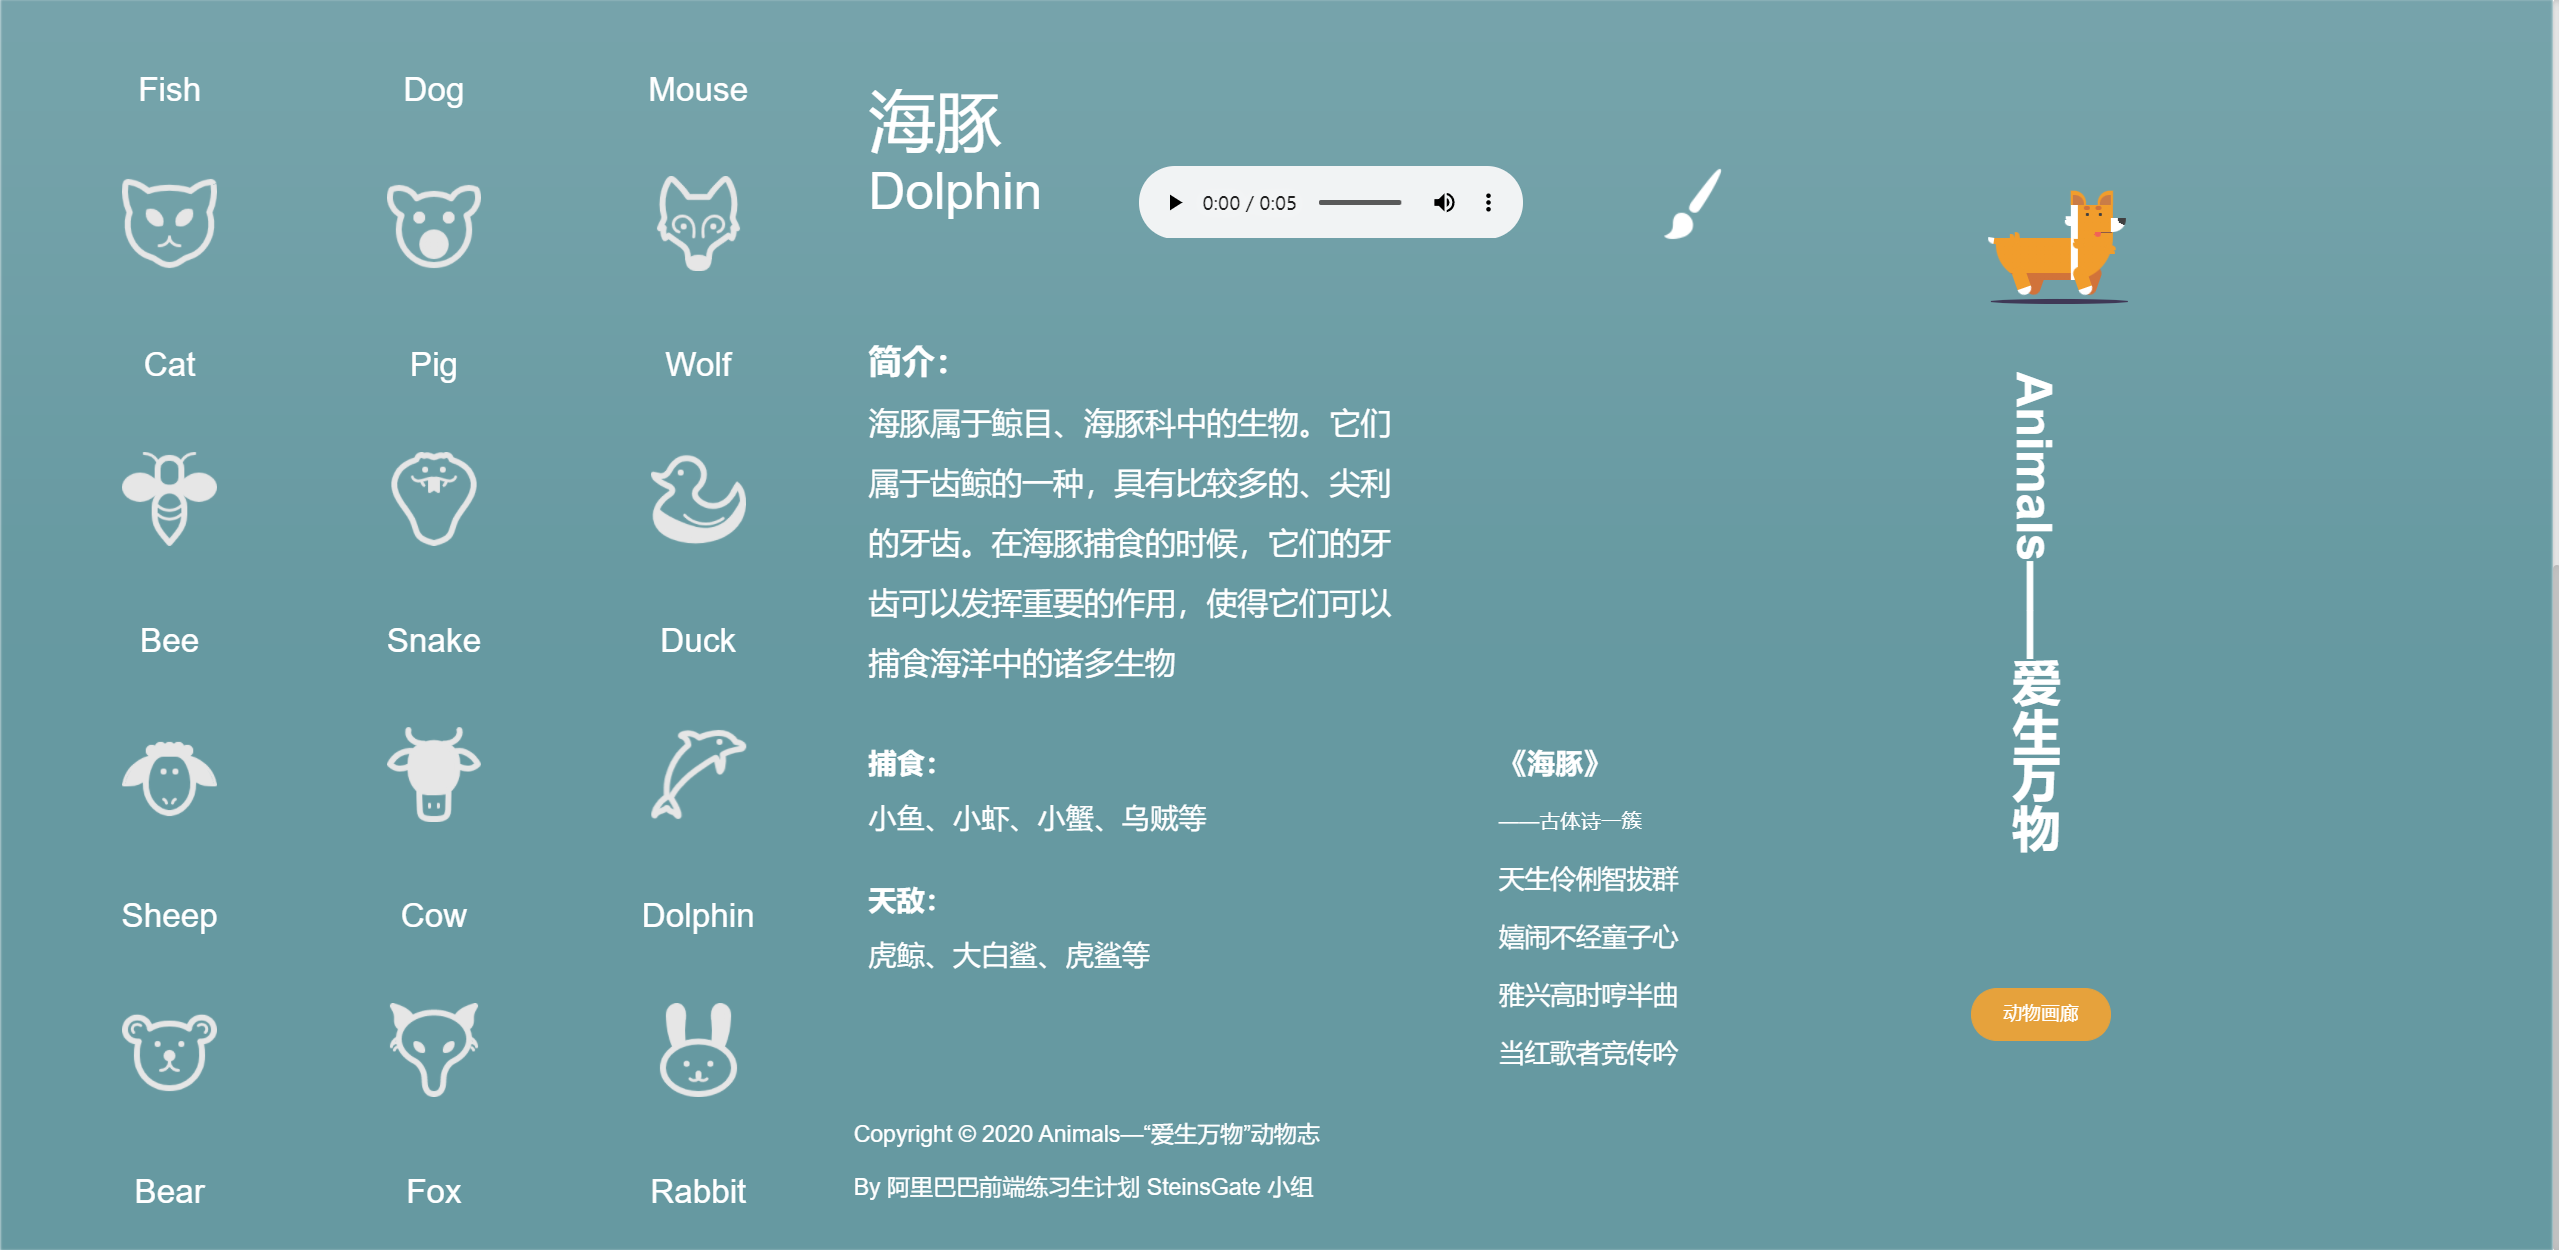 Fish
Dog
Mouse
Cat
Pig
Wolf
Bee
Snake
Duck
Sheep
Cow
Dolphin
Bear
Fox
Rabbit
海豚
Dolphin
0:00 / 0:05
简介：
海豚属于鲸目、海豚科中的生物。它们
属于齿鲸的一种，具有比较多的、尖利
的牙齿。在海豚捕食的时候，它们的牙
齿可以发挥重要的作用，使得它们可以
捕食海洋中的诸多生物
捕食：
小鱼、小虾、小蟹、乌贼等
天敌：
虎鲸、大白鲨、虎鲨等
《海豚》
——古体诗一簇
天生伶俐智拔群
嬉闹不经童子心
雅兴高时哼半曲
当红歌者竞传吟
Copyright © 2020 Animals—“爱生万物”动物志
By 阿里巴巴前端练习生计划 SteinsGate 小组
Animals——爱生万物
动物画廊